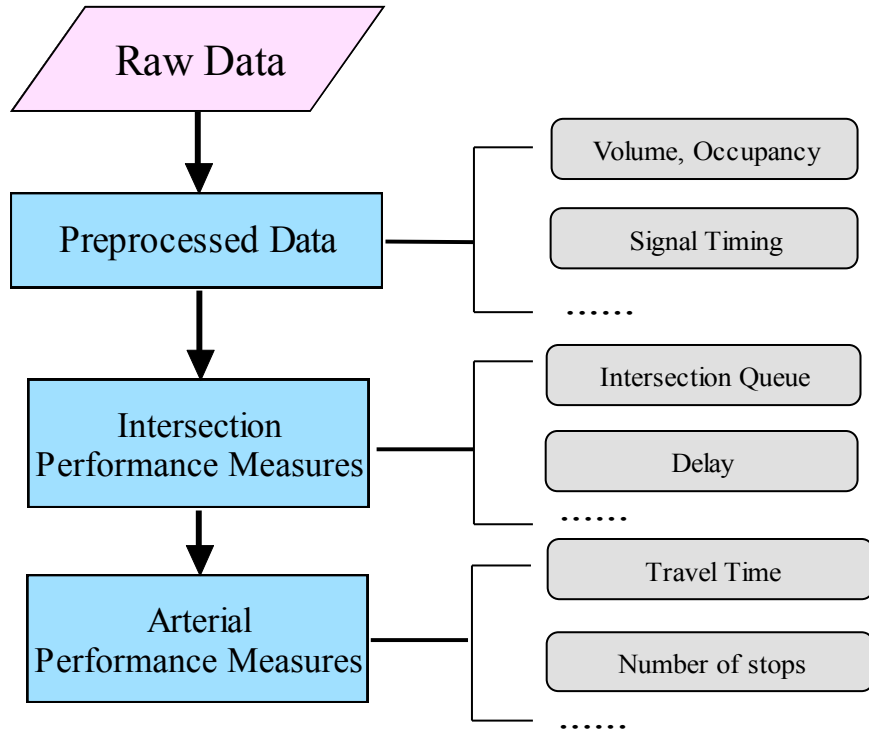 Raw Data
Volume, Occupancy
Preprocessed Data
Signal Timing
......
Intersection Queue
Intersection
Performance Measures
Delay
......
Travel Time
Arterial
Performance Measures
Number of stops
......